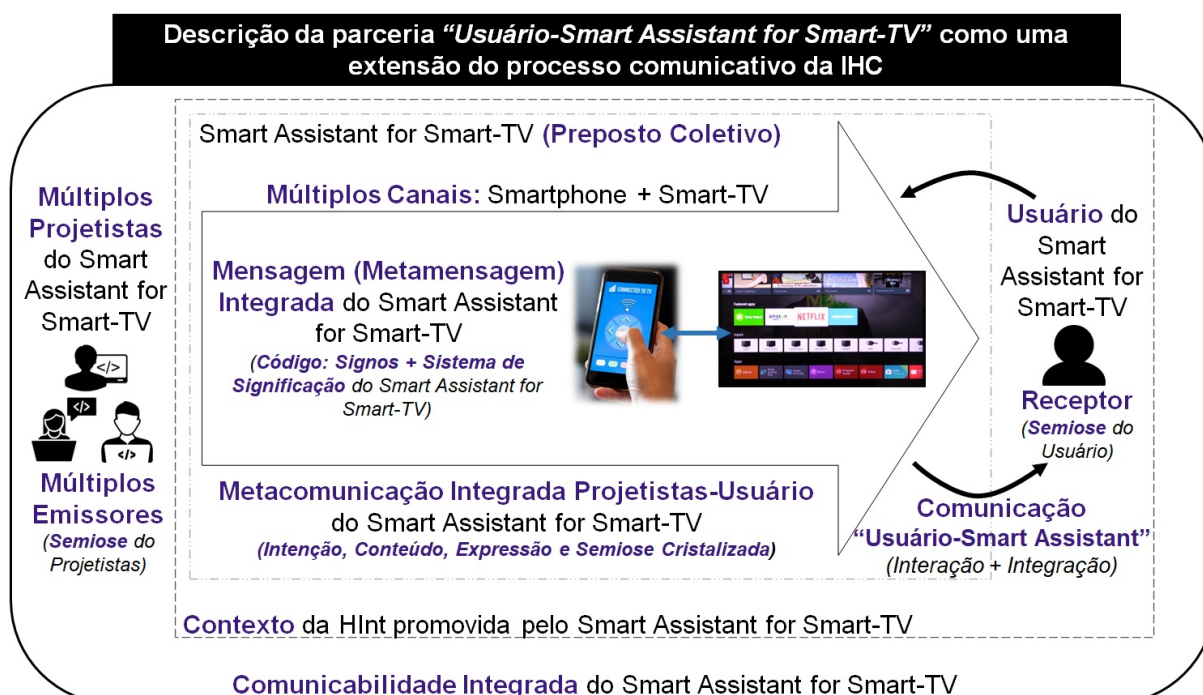 Descrição da parceria “Usuário-Smart Assistant for Smart-TV” como uma
extensão do processo comunicativo da IHC
Smart Assistant for Smart-TV (Preposto Coletivo)
Múltiplos Canais: Smartphone + Smart-TV
Múltiplos
Projetistas
do Smart
Assistant for
Smart-TV
</>
</>
</>
</>
Múltiplos
Emissores
(Semiose do
Projetistas)
Mensagem (Metamensagem)
Integrada do Smart Assistant
for Smart-TV
(Código: Signos + Sistema de
Significação do Smart Assistant for
Smart-TV)
CONNECTED TO TV
Featured apps
amazon
NETFLIX
Inputs
Apps
Metacomunicação Integrada Projetistas-Usuário
do Smart Assistant for Smart-TV
(Intenção, Conteúdo, Expressão e Semiose Cristalizada)
Usuário do
Smart
Assistant for
Smart-TV
Receptor
(Semiose do
Usuário)
Comunicação
“Usuário-Smart Assistant”
(Interação + Integração)
Contexto da HInt promovida pelo Smart Assistant for Smart-TV
Comunicabilidade Integrada do Smart Assistant for Smart-TV